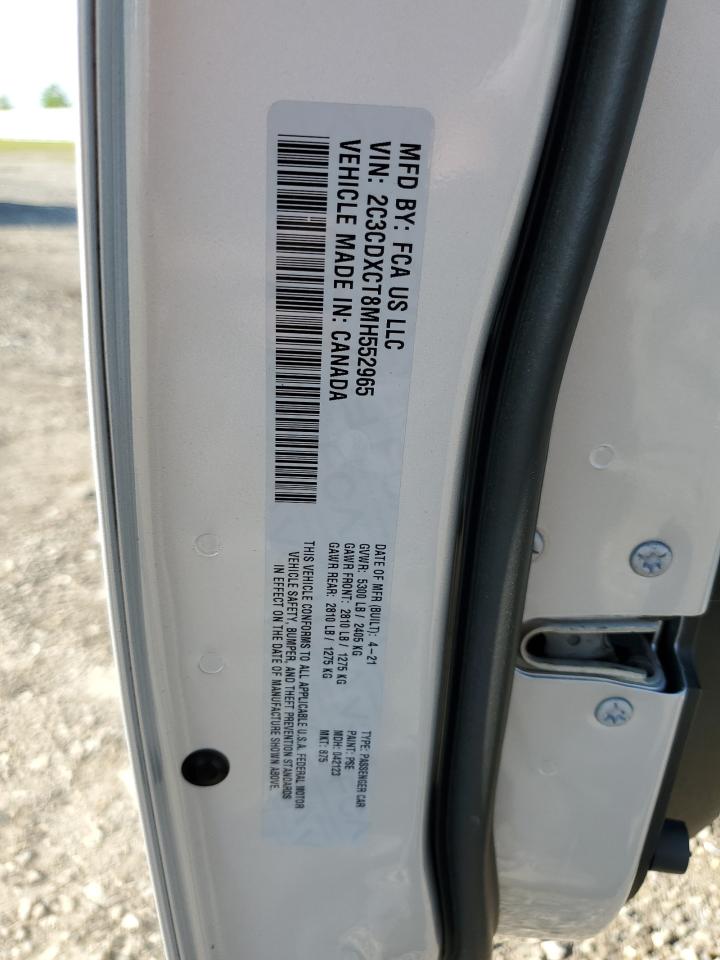 MFD BY: FCA US LLC
VIN: 2C3CDXCT8MH552965
VEHICLE MADE IN: CANADA
DATE OF MFR (BUILT): 4-21
GVWR: 5300 LB / 2405 KG
GAWR FRONT: 2810 LB / 1275 KG
GAWR REAR: 2810 LB / 1275 KG
TYPE: PASSENGER CAR
PAINT: PSE
MDH: 042123
MKT: 875
THIS VEHICLE CONFORMS TO ALL APPLICABLE U.S.A. FEDERAL MOTOR
VEHICLE SAFETY, BUMPER, AND THEFT PREVENTION STANDARDS
IN EFFECT ON THE DATE OF MANUFACTURE SHOWN ABOVE.